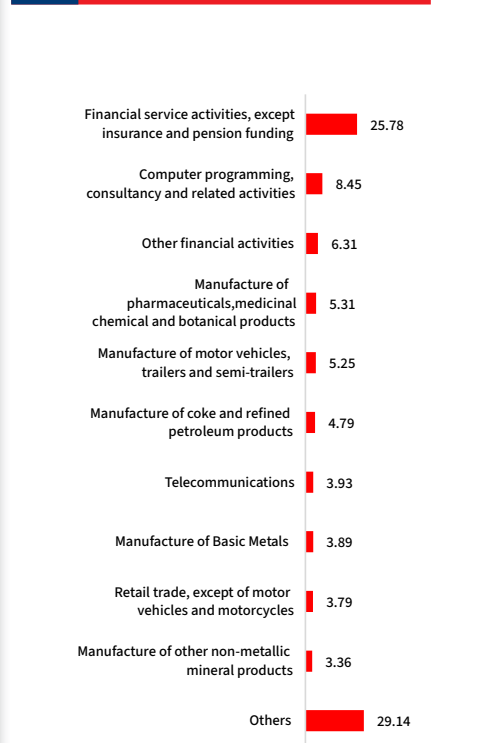 Financial service activities, except
insurance and pension funding
25.78
Computer programming,
consultancy and related activities
8.45
Other financial activities
6.31
Manufacture of
pharmaceuticals,medicinal
chemical and botanical products
5.31
Manufacture of motor vehicles,
trailers and semi-trailers
5.25
Manufacture of coke and refined
petroleum products
4.79
Telecommunications
3.93
Manufacture of Basic Metals
3.89
Retail trade, except of motor
vehicles and motorcycles
3.79
Manufacture of other non-metallic
mineral products
3.36
Others
29.14